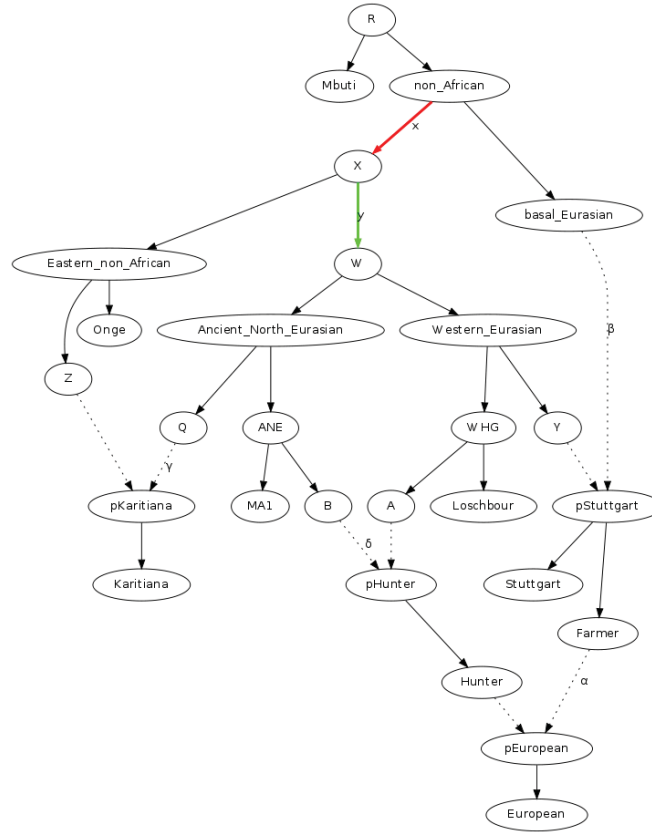 R
Mbuti
non_African
x
X
basal_Eurasian
y
Eastern_non_African
W
Onge
Ancient_North_Eurasian
Western_Eurasian
β
Z
Q
ANE
WHG
Y
γ
pKaritiana
MA1
B
A
Loschbour
pStuttgart
δ
Karitiana
pHunter
Stuttgart
Farmer
Hunter
α
pEuropean
European